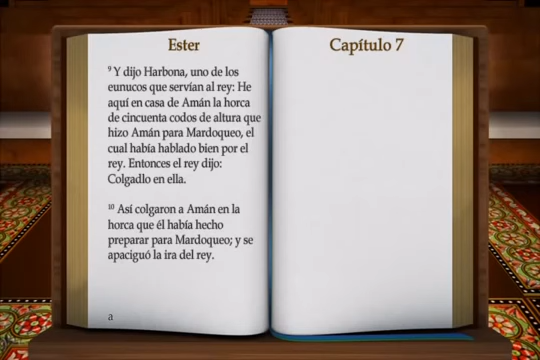 Ester
⁹ Y dijo Harbona, uno de los
eunucos que servían al rey: He
aquí en casa de Amán la horca
de cincuenta codos de altura que
hizo Amán para Mardoqueo, el
cual había hablado bien por el
rey. Entonces el rey dijo:
Colgadlo en ella.
¹⁰ Así colgaron a Amán en la
horca que él había hecho
preparar para Mardoqueo; y se
apaciguó la ira del rey.
a
Capítulo 7